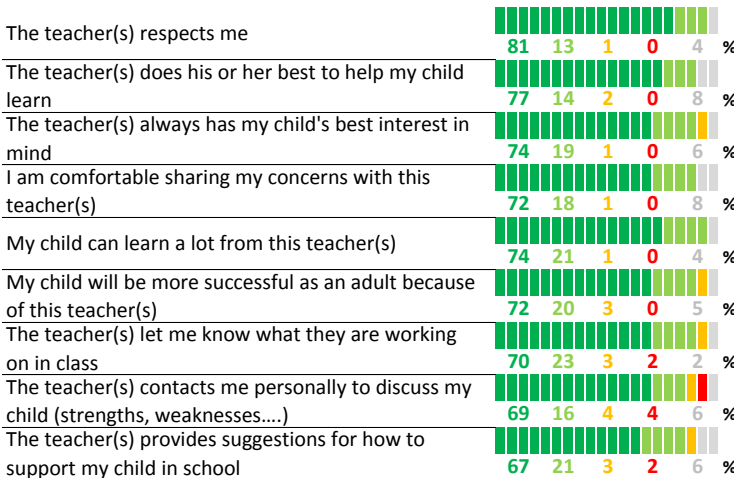 The teacher(s) respects me
81 13 1 0 4 %
The teacher(s) does his or her best to help my child
learn
77 14 2 0 8 %
The teacher(s) always has my child's best interest in
mind
74 19 1 0 6 %
I am comfortable sharing my concerns with this
teacher(s)
72 18 1 0 8 %
My child can learn a lot from this teacher(s)
74 21 1 0 4 %
My child will be more successful as an adult because
of this teacher(s)
72 20 3 0 5 %
The teacher(s) let me know what they are working
on in class
70 23 3 2 2 %
The teacher(s) contacts me personally to discuss my
child (strengths, weaknesses….)
69 16 4 4 6 %
The teacher(s) provides suggestions for how to
support my child in school
67 21 3 2 6 %